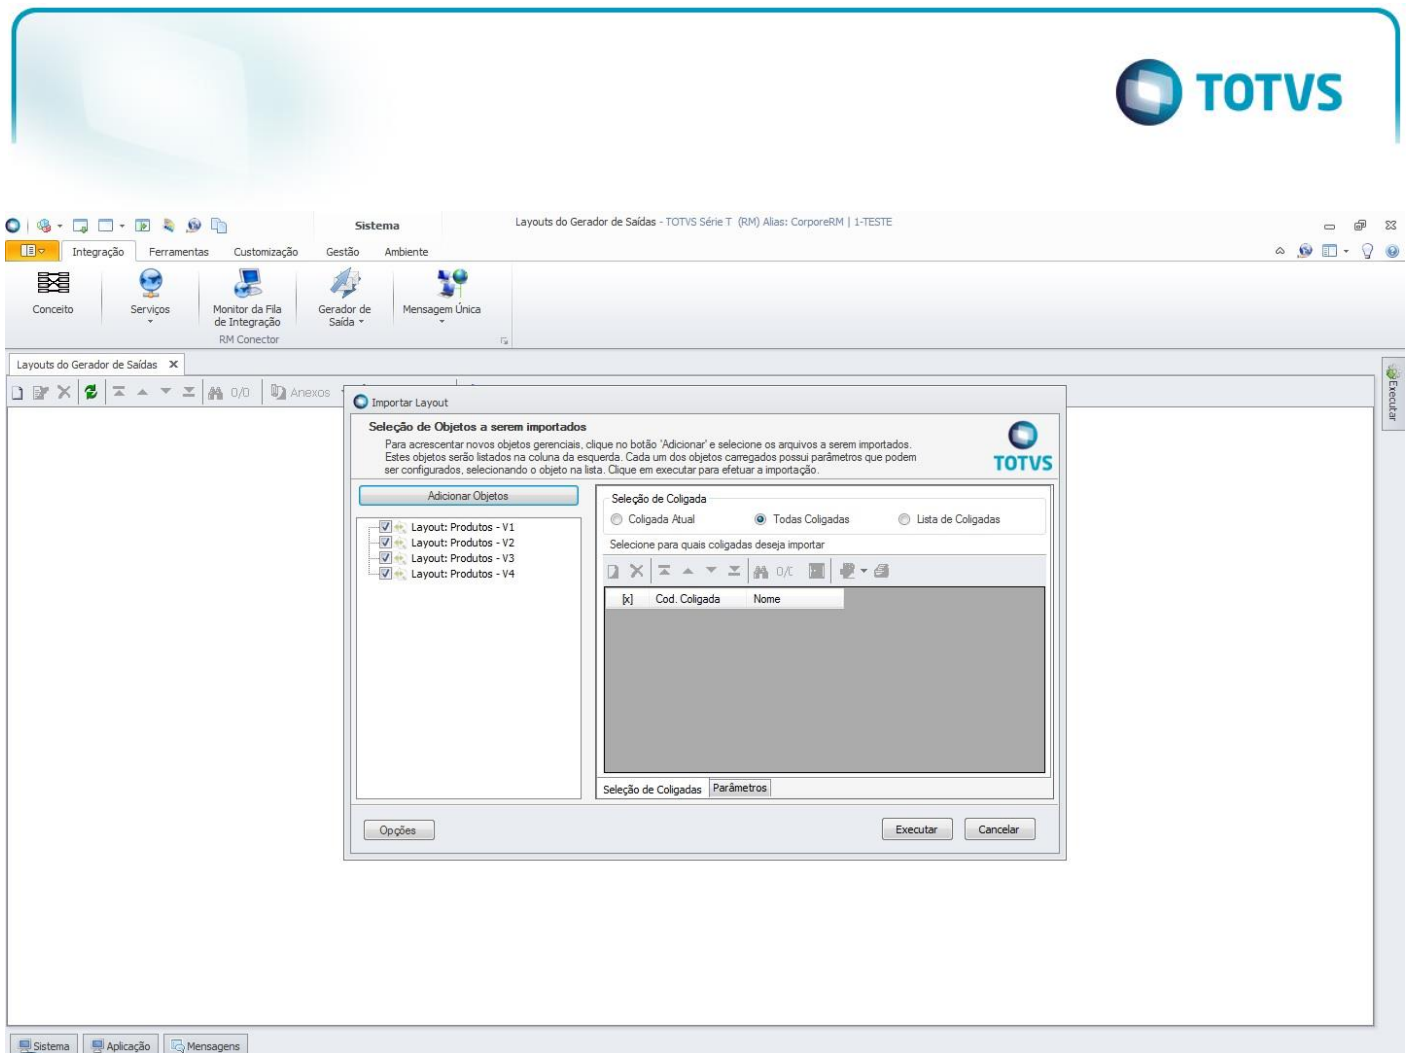 TOTVS
Sistema
Layouts do Gerador de Saídas - TOTVS Série T (RM) Alias: CorporeRM | 1-TESTE
Integração Ferramentas Customização Gestão Ambiente
Conceito
Serviços
Monitor da Fila
de Integração
Gerador de
Saída
Mensagem Única
RM Conector
Layouts do Gerador de Saídas X
0/0 Anexos
Executar
Importar Layout
Seleção de Objetos a serem importados
Para acrescentar novos objetos gerenciais, clique no botão 'Adicionar' e selecione os arquivos a serem importados.
Estes objetos serão listados na coluna da esquerda. Cada um dos objetos carregados possui parâmetros que podem
ser configurados, selecionando o objeto na lista. Clique em executar para efetuar a importação.
TOTVS
Adicionar Objetos
Layout: Produtos - V1
Layout: Produtos - V2
Layout: Produtos - V3
Layout: Produtos - V4
Seleção de Coligada
Coligada Atual Todas Coligadas Lista de Coligadas
Selecione para quais coligadas deseja importar
[x] Cod. Coligada Nome
Seleção de Coligadas Parâmetros
Opções Executar Cancelar
Sistema Aplicação Mensagens